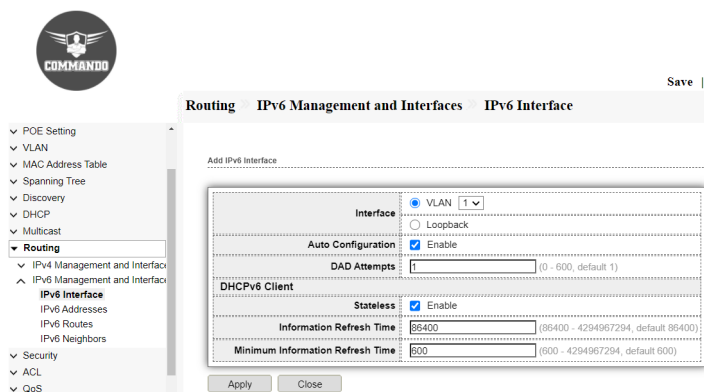 COMMANDO
Save |
Routing » IPv6 Management and Interfaces » IPv6 Interface
POE Setting
VLAN
MAC Address Table
Spanning Tree
Discovery
DHCP
Multicast
Routing
IPv4 Management and Interface
IPv6 Management and Interface
IPv6 Interface
IPv6 Addresses
IPv6 Routes
IPv6 Neighbors
Security
ACL
QoS
Add IPv6 Interface
Interface VLAN 1
Loopback
Auto Configuration Enable
DAD Attempts 1 (0 - 600, default 1)
DHCPv6 Client
Stateless Enable
Information Refresh Time 86400 (86400 - 4294967294, default 86400)
Minimum Information Refresh Time 600 (600 - 4294967294, default 600)
Apply Close